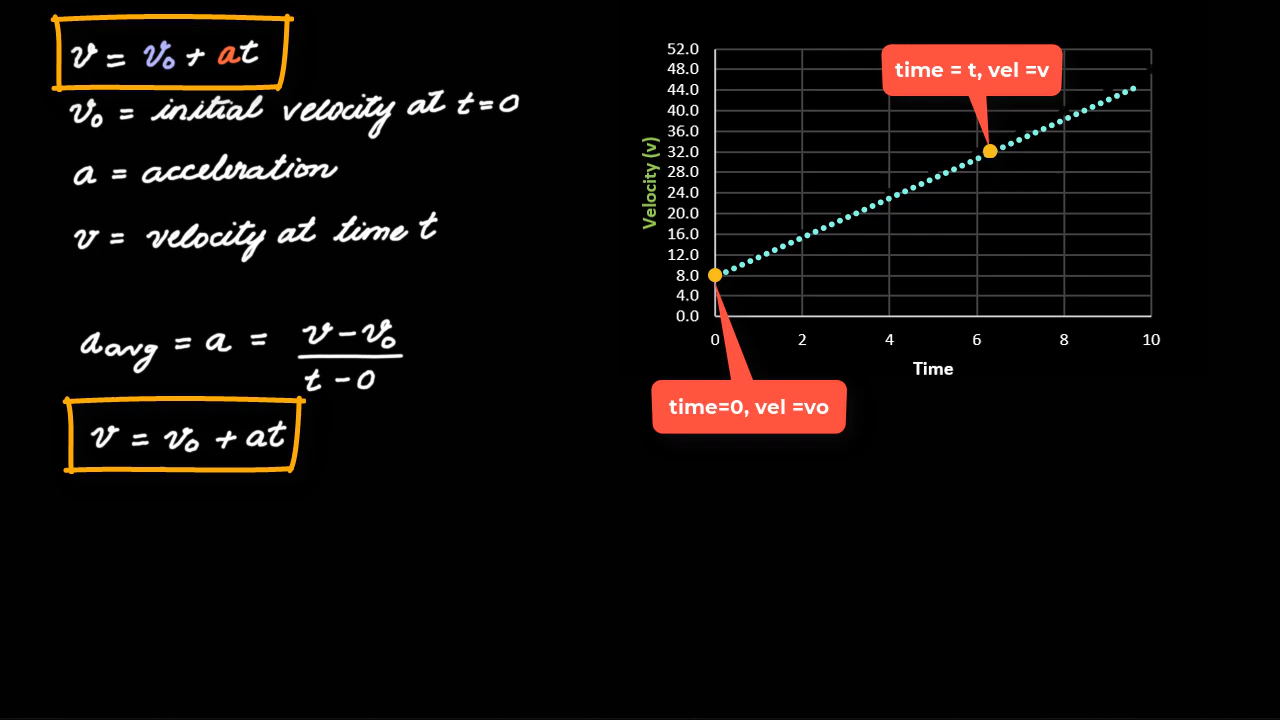 v = v₀ + at
v₀ = initial velocity at t=0
a = acceleration
v = velocity at time t
a_avg = a = (v - v₀)/(t - 0)
v = v₀ + at
52.0
48.0
44.0
40.0
36.0
32.0
28.0
24.0
20.0
16.0
12.0
8.0
4.0
0.0
Velocity (v)
time = t, vel =v
0 2 4 6 8 10
Time
time=0, vel =vo